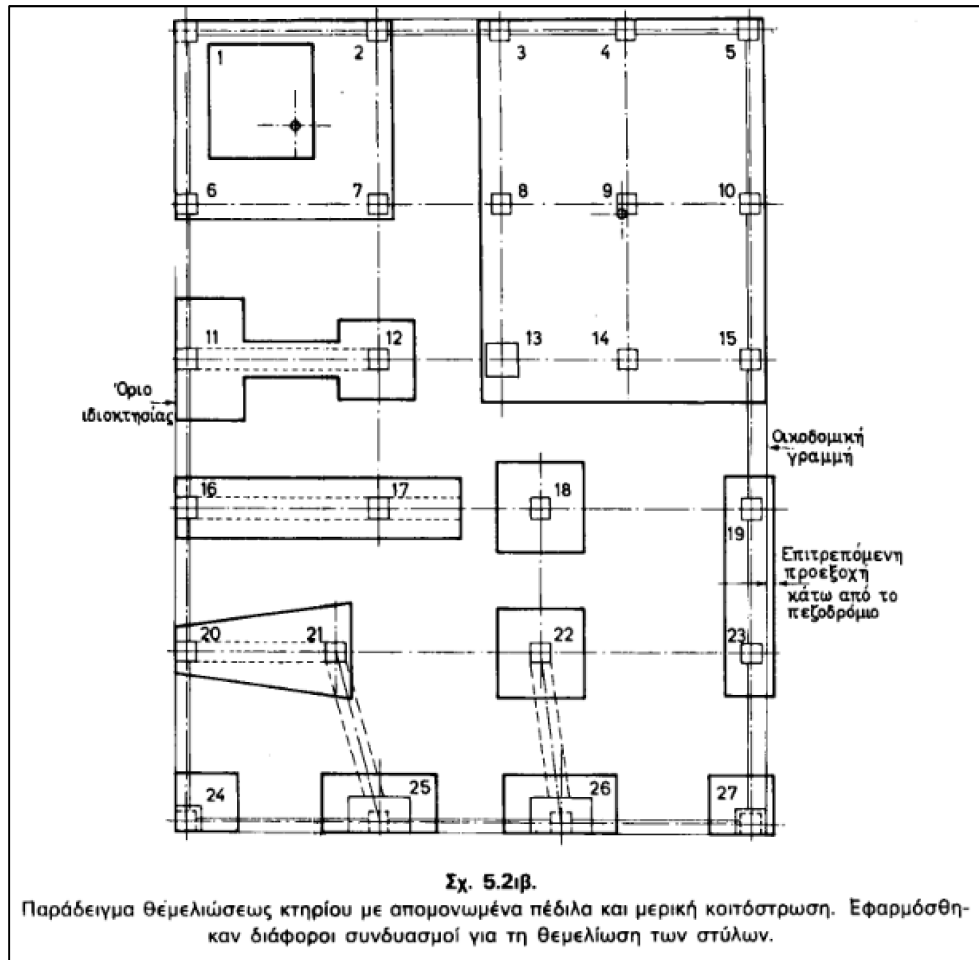 1 2 3 4 5
6 7 8 9 10
11 12 13 14 15
Όριο
ιδιοκτησίας
Οικοδομική
γραμμή
16 17 18
19
Επιτρεπόμενη
προεξοχή
κάτω από το
πεζοδρόμιο
20 21 22 23
24 25 26 27
Σχ. 5.2ιβ.
Παράδειγμα θεμελιώσεως κτηρίου με απομονωμένα πέδιλα και μερική κοιτόστρωση. Εφαρμόσθη-
καν διάφοροι συνδυασμοί για τη θεμελίωση των στύλων.